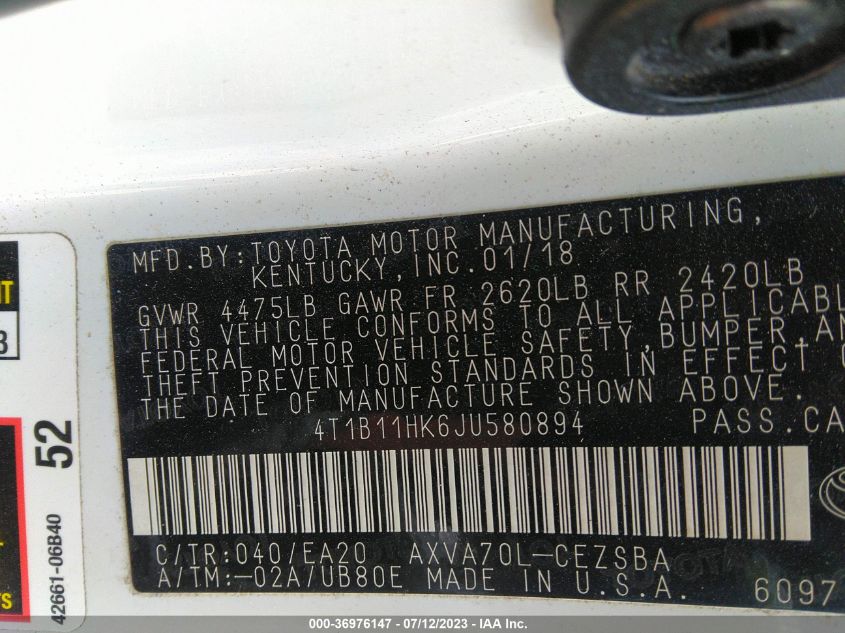 MFD.BY:TOYOTA MOTOR MANUFACTURING,
KENTUCKY,INC.01/18
GVWR 4475LB GAWR FR 2620LB RR 2420LB
THIS VEHICLE CONFORMS TO ALL APPLICABL
FEDERAL MOTOR VEHICLE SAFETY,BUMPER,AN
THEFT PREVENTION STANDARDS IN EFFECT O
THE DATE OF MANUFACTURE SHOWN ABOVE.
4T1B11HK6JU580894 PASS.CA
C/TR:040/EA20 AXVA70L-CEZSBA
A/TM:-02A/UB80E MADE IN U.S.A. 6097
52
42661-06B40
000-36976147 - 07/12/2023 - IAA Inc.